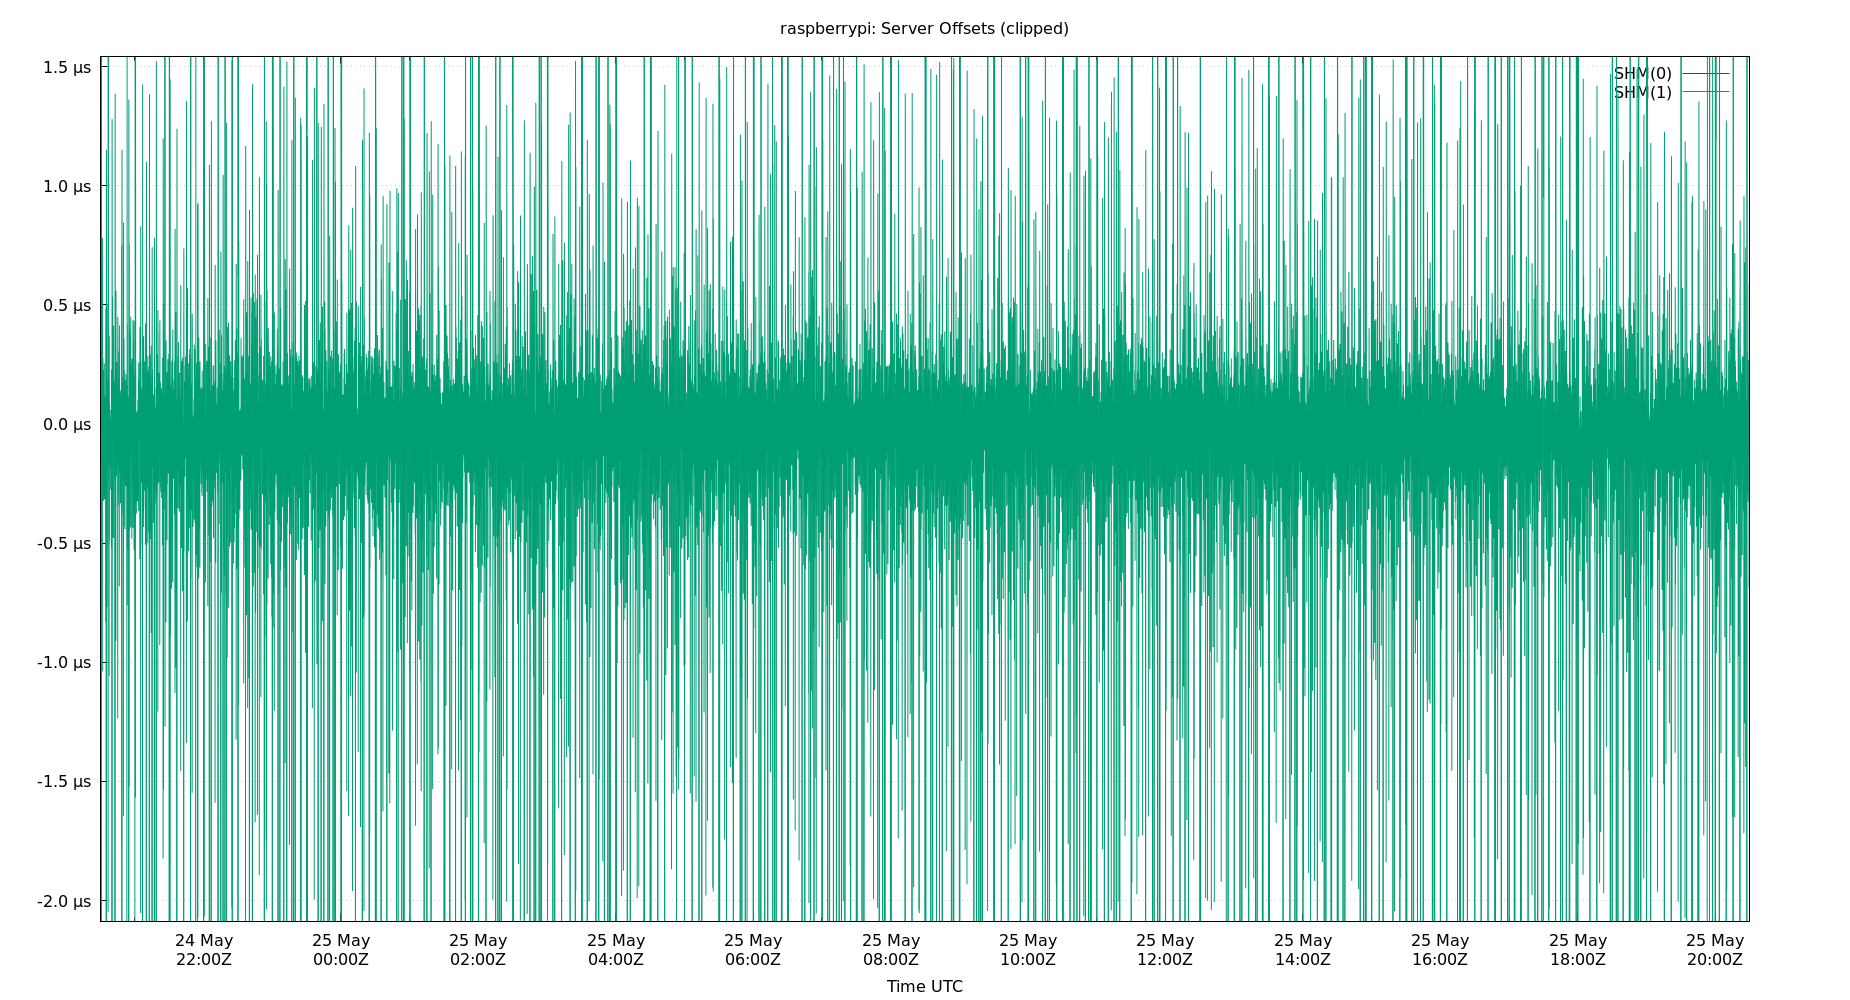 raspberrypi: Server Offsets (clipped)
1.5 µs
1.0 µs
0.5 µs
0.0 µs
-0.5 µs
-1.0 µs
-1.5 µs
-2.0 µs
SHM(0)
SHM(1)
24 May 25 May 25 May 25 May 25 May 25 May 25 May 25 May 25 May 25 May 25 May 25 May
22:00Z 00:00Z 02:00Z 04:00Z 06:00Z 08:00Z 10:00Z 12:00Z 14:00Z 16:00Z 18:00Z 20:00Z
Time UTC